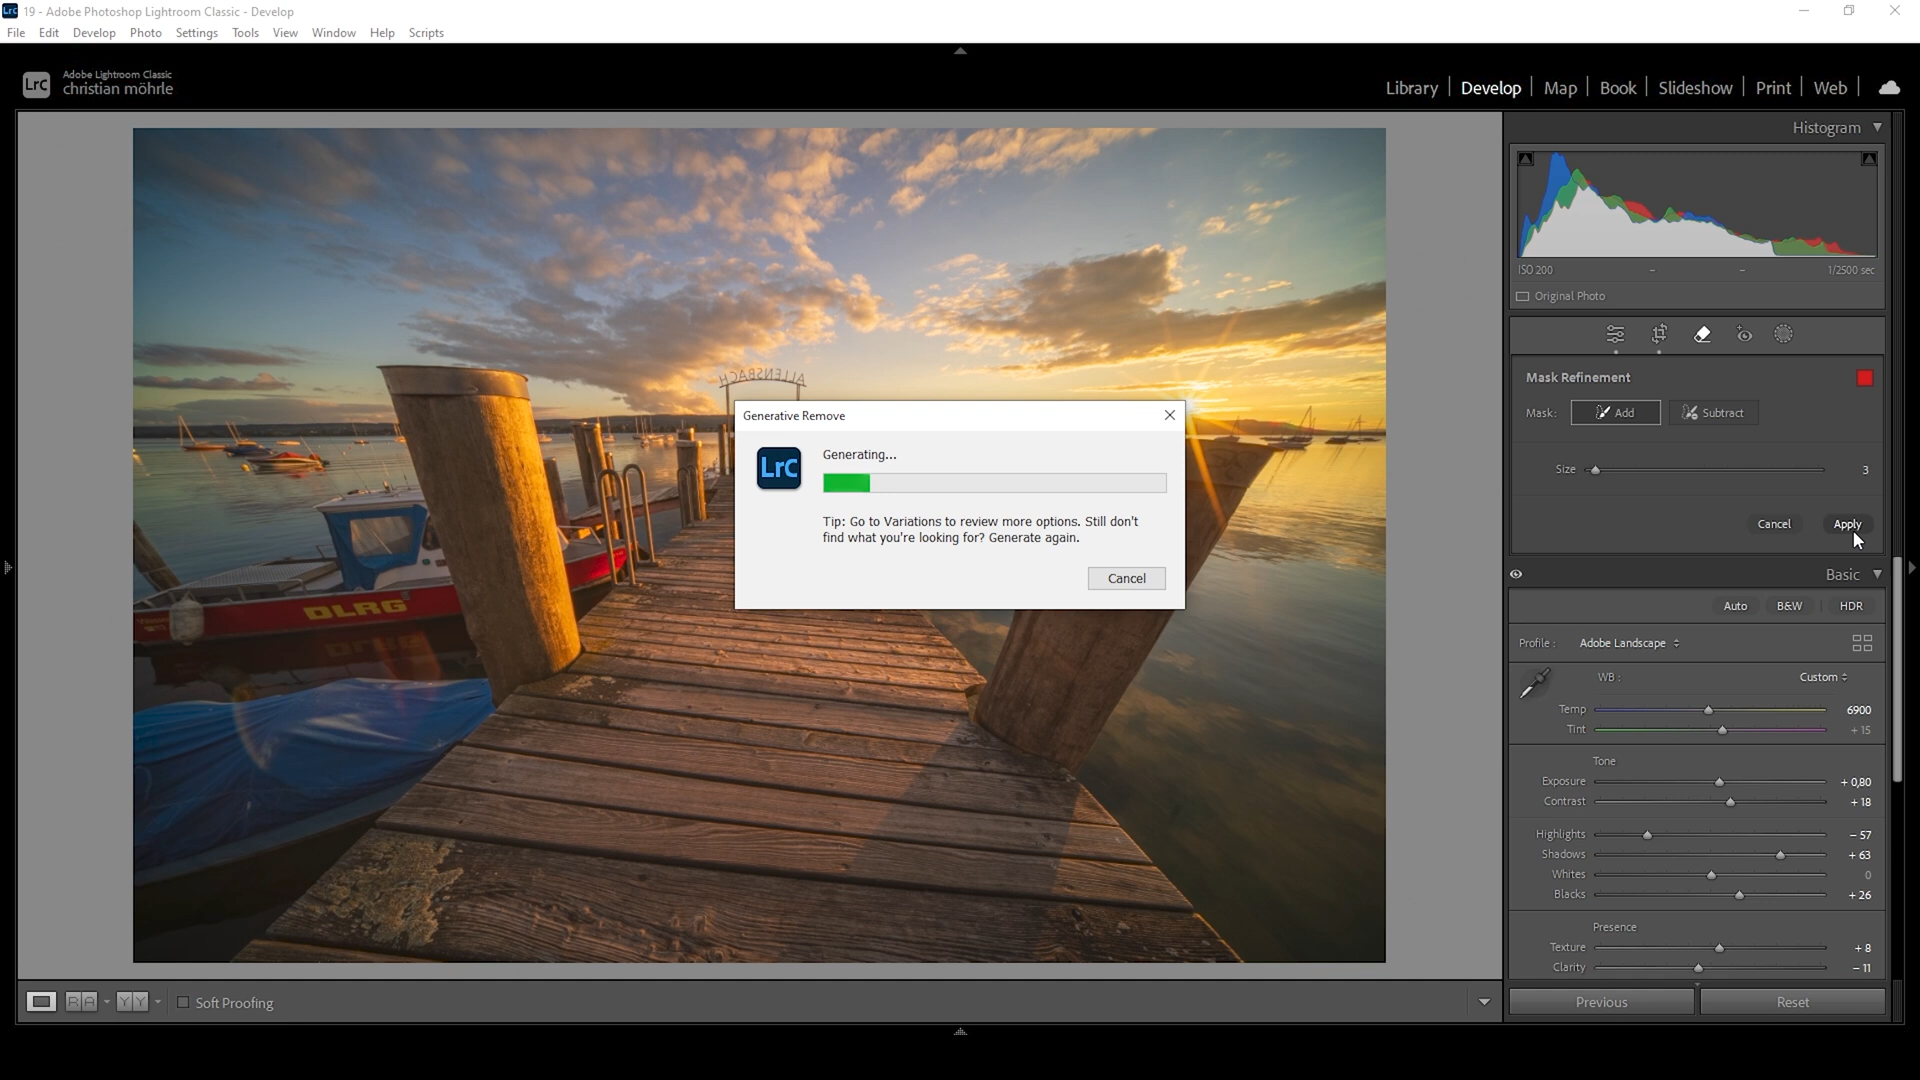 Lrc 19 - Adobe Photoshop Lightroom Classic - Develop
File Edit Develop Photo Settings Tools View Window Help Scripts
LrC
Adobe Lightroom Classic
christian möhrle
Library Develop Map Book Slideshow Print Web
Histogram
ISO 200 – – 1/2500 sec
Original Photo
ALLENSBACH
DLRG
Mask Refinement
Mask: Add Subtract
Size 3
Cancel Apply
Generative Remove
LrC
Generating...
Tip: Go to Variations to review more options. Still don't
find what you're looking for? Generate again.
Cancel
Basic
Auto B&W HDR
Profile : Adobe Landscape
WB : Custom
Temp 6900
Tint + 15
Tone
Exposure + 0,80
Contrast + 18
Highlights – 57
Shadows + 63
Whites 0
Blacks + 26
Presence
Texture + 8
Clarity – 11
R A Y Y Soft Proofing
Previous Reset